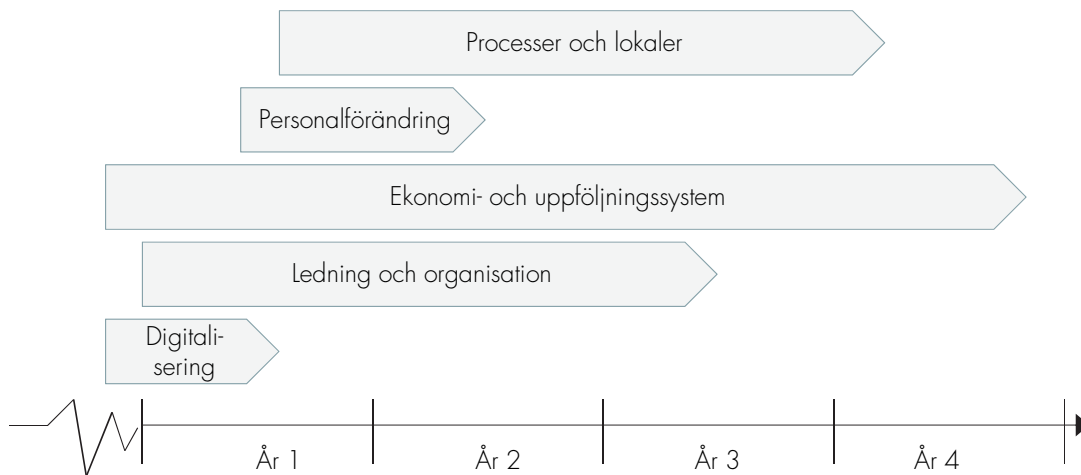 Processer och lokaler
Personalförändring
Ekonomi- och uppföljningssystem
Ledning och organisation
Digitali-
sering
År 1
År 2
År 3
År 4